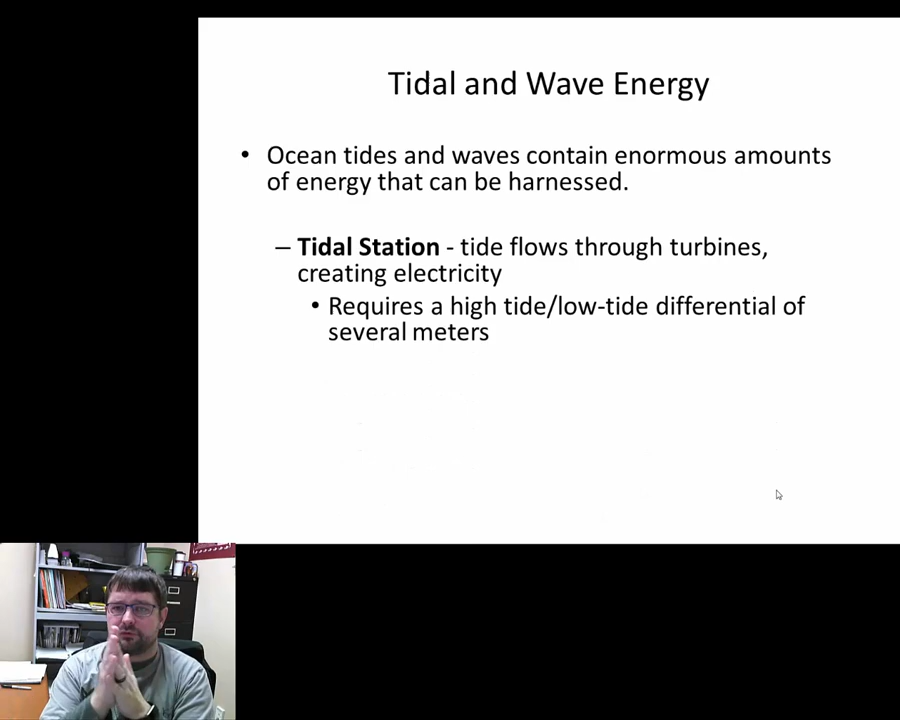 Tidal and Wave Energy
• Ocean tides and waves contain enormous amounts
of energy that can be harnessed.
– Tidal Station - tide flows through turbines,
creating electricity
• Requires a high tide/low-tide differential of
several meters